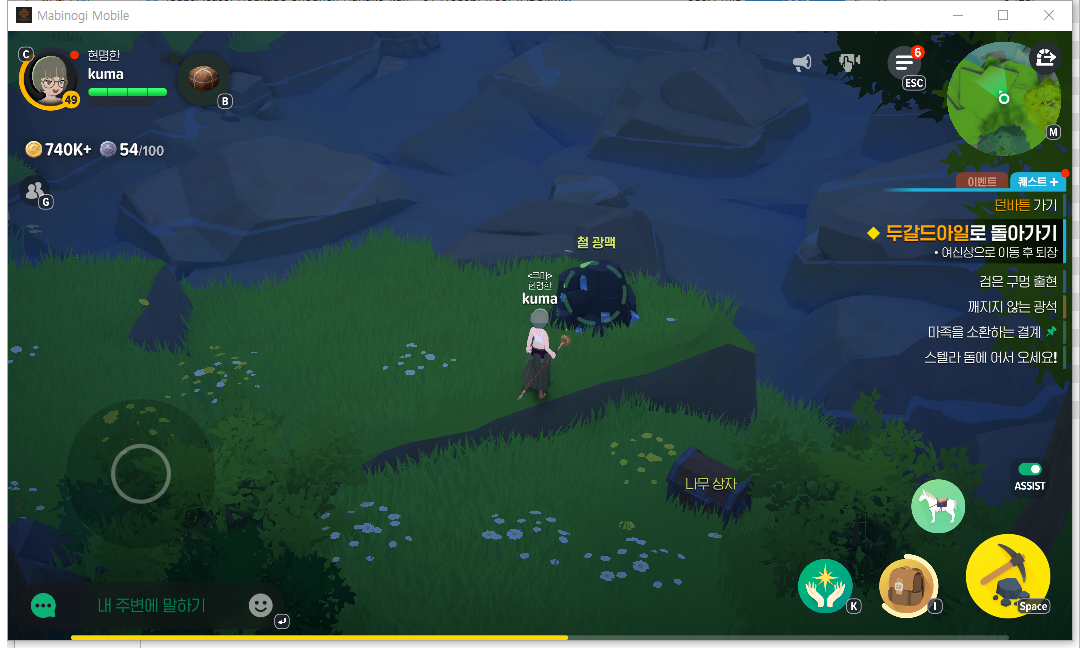 Mabinogi Mobile
C
현명한
kuma
49
B
6
ESC
M
740K+
54/100
G
이벤트
퀘스트 +
던바튼 가기
두갈드아일로 돌아가기
• 여신상으로 이동 후 퇴장
검은 구멍 출현
깨지지 않는 광석
마족을 소환하는 결계
스텔라 돔에 어서 오세요!
철 광맥
현명한
kuma
나무 상자
ASSIST
내 주변에 말하기
K
I
Space